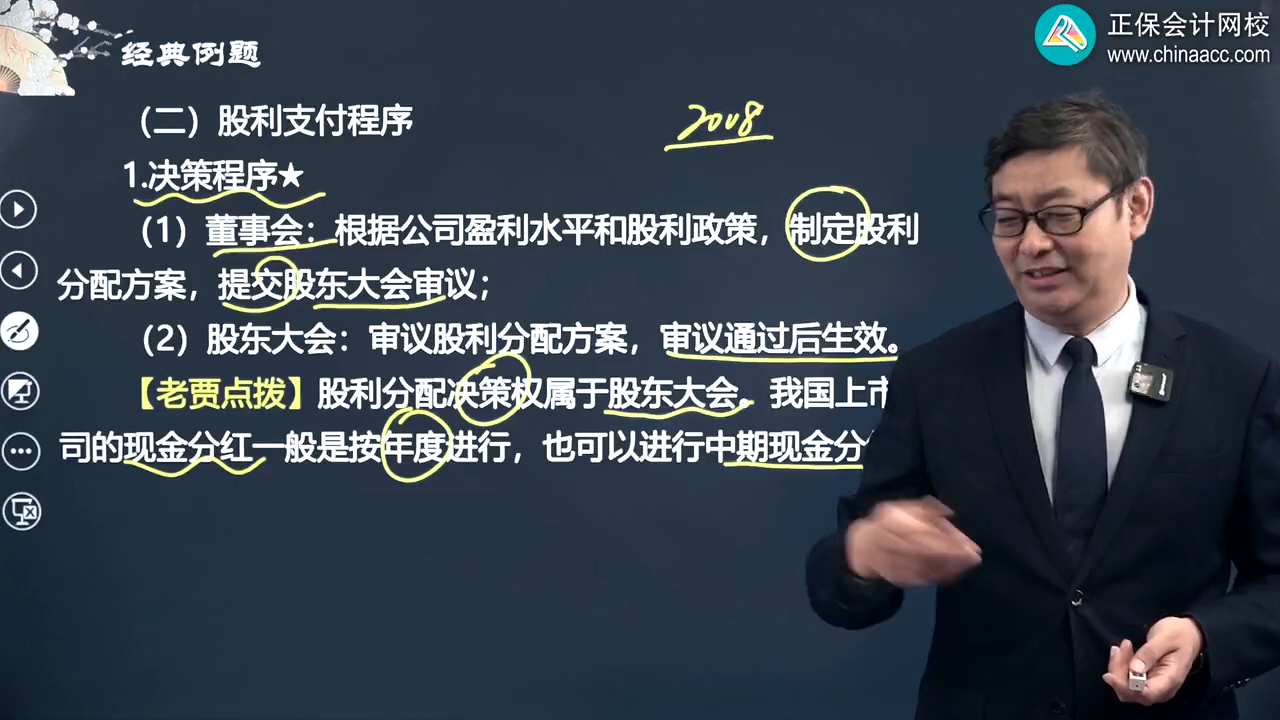 正保会计网校
www.chinaacc.com
经典例题
（二）股利支付程序
2008
1.决策程序★
（1）董事会：根据公司盈利水平和股利政策，制定股利
分配方案，提交股东大会审议；
（2）股东大会：审议股利分配方案，审议通过后生效。
【老贾点拨】股利分配决策权属于股东大会。我国上市
司的现金分红一般是按年度进行，也可以进行中期现金分